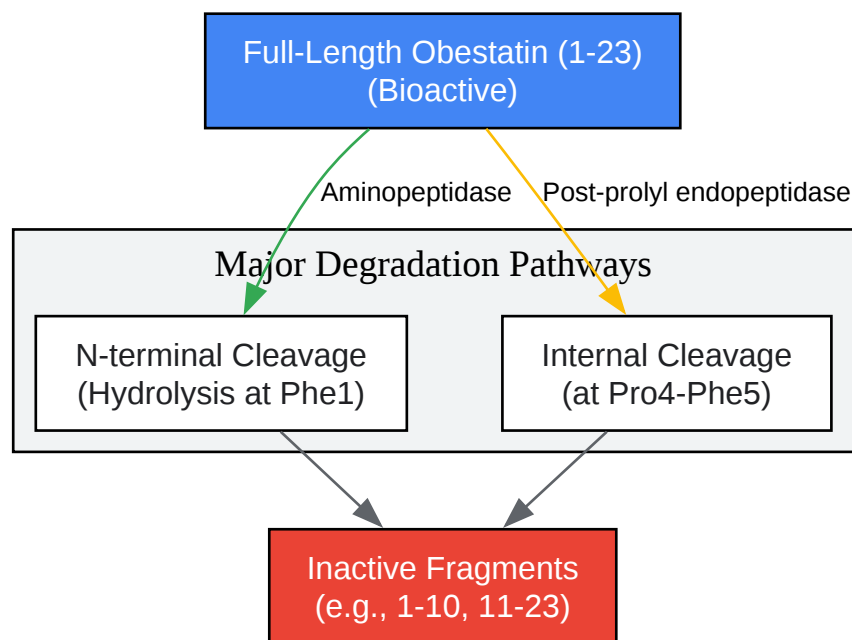 Full-Length Obestatin (1-23)
(Bioactive)
Aminopeptidase
Post-prolyl endopeptidase
Major Degradation Pathways
N-terminal Cleavage
(Hydrolysis at Phe1)
Internal Cleavage
(at Pro4-Phe5)
Inactive Fragments
(e.g., 1-10, 11-23)